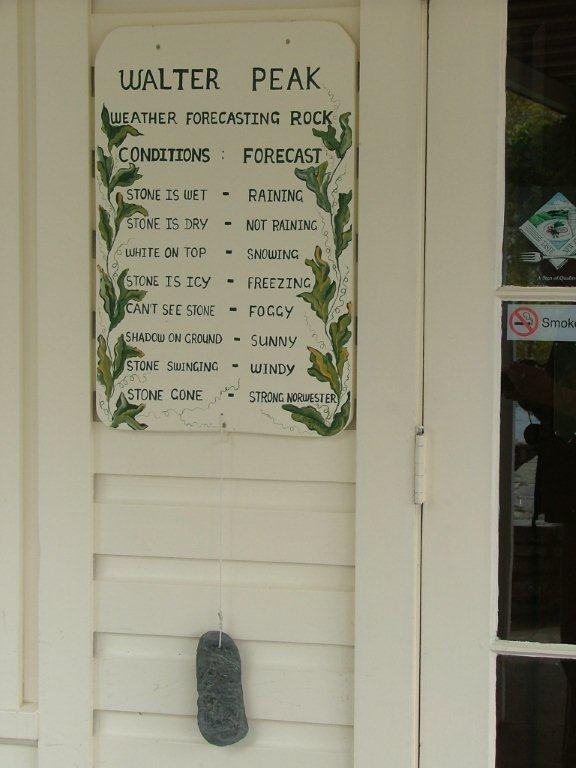 WALTER PEAK
WEATHER FORECASTING ROCK
CONDITIONS : FORECAST
STONE IS WET - RAINING
STONE IS DRY - NOT RAINING
WHITE ON TOP - SNOWING
STONE IS ICY - FREEZING
CANT SEE STONE - FOGGY
SHADOW ON GROUND - SUNNY
STONE SWINGING - WINDY
STONE GONE - STRONG NORWESTER
Smoke